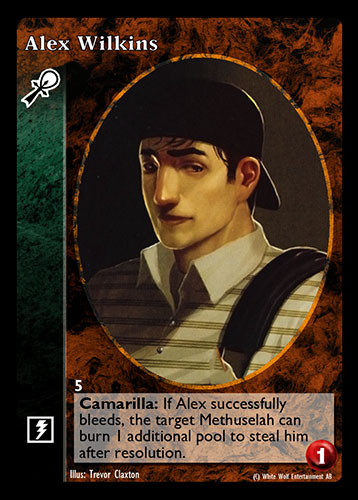 Alex Wilkins
5
Camarilla: If Alex successfully
bleeds, the target Methuselah can
burn 1 additional pool to steal him
after resolution.
1
Illus: Trevor Claxton
(C) White Wolf Entertainment AB